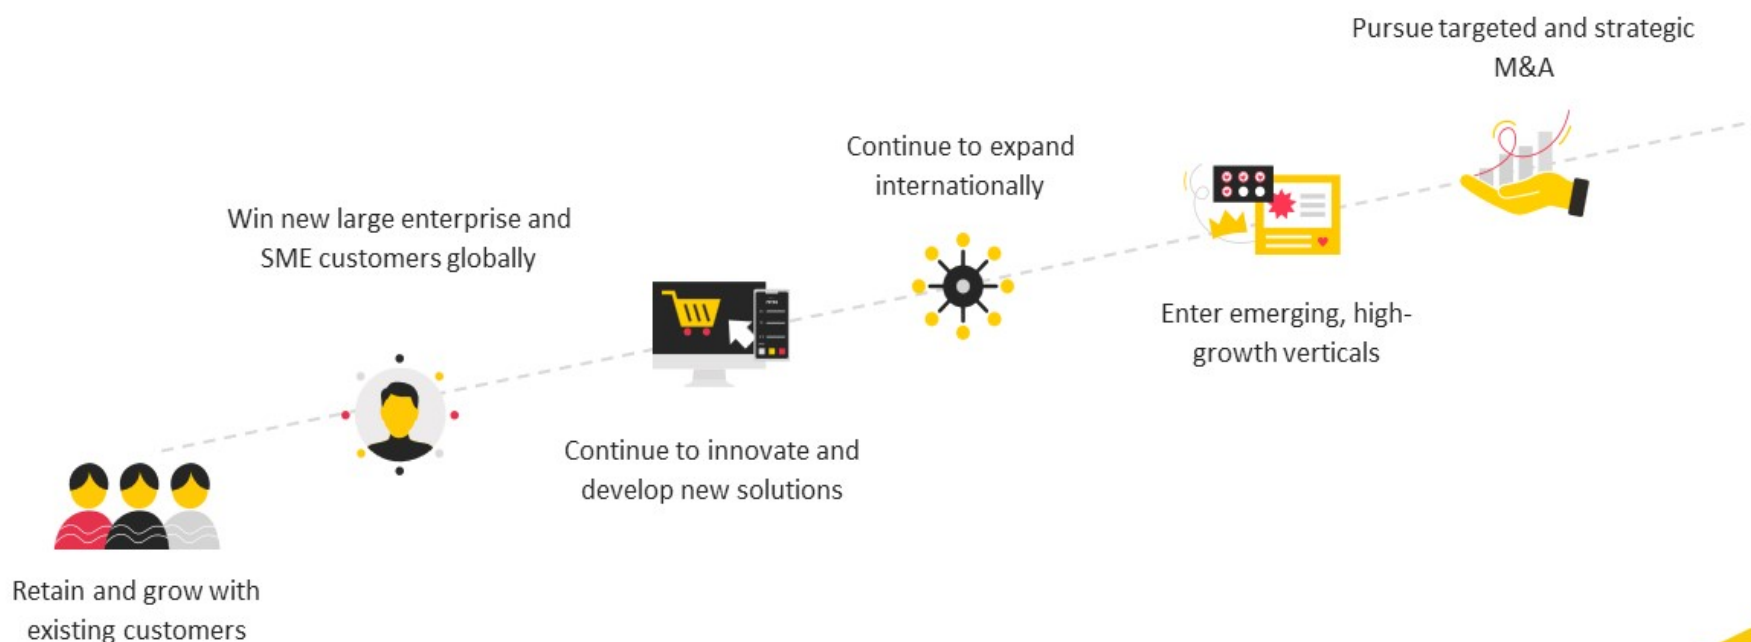 Pursue targeted and strategic
M&A
Continue to expand
internationally
Win new large enterprise and
SME customers globally
Enter emerging, high-
growth verticals
Continue to innovate and
develop new solutions
Retain and grow with
existing customers